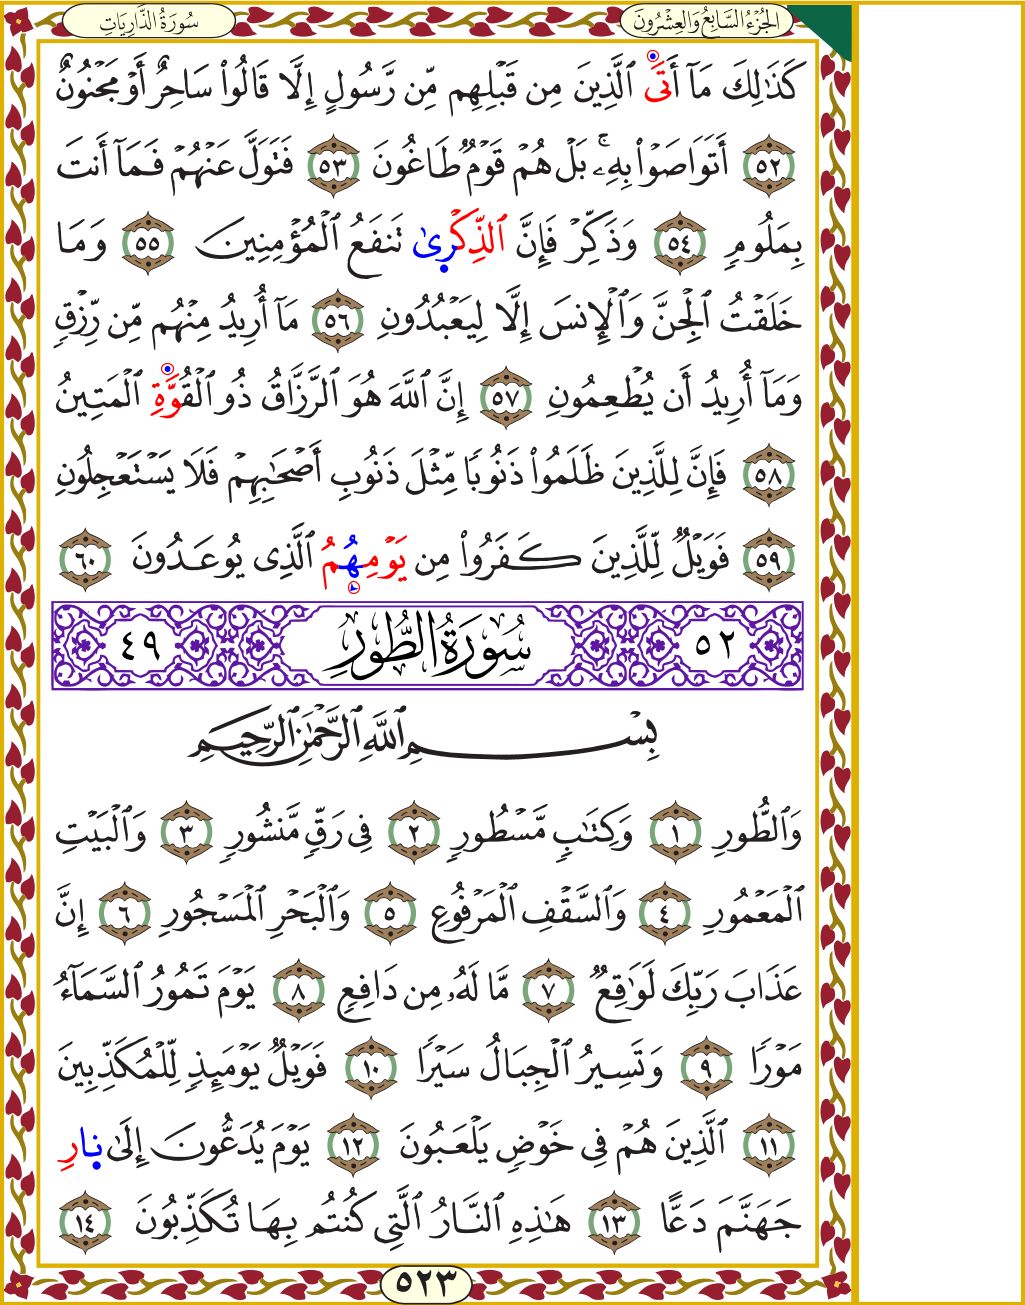 سُورَةُ الذَّارِيَاتِ
الجُزْءُ السَّابِعُ وَالعِشْرُونَ
كَذَٰلِكَ مَآ أَتَى ٱلَّذِينَ مِن قَبْلِهِم مِّن رَّسُولٍ إِلَّا قَالُوا۟ سَاحِرٌ أَوْ مَجْنُونٌ
٥٢ أَتَوَاصَوْا۟ بِهِۦۚ بَلْ هُمْ قَوْمٌ طَاغُونَ ٥٣ فَتَوَلَّ عَنْهُمْ فَمَآ أَنتَ
بِمَلُومٍ ٥٤ وَذَكِّرْ فَإِنَّ ٱلذِّكْرِىٰ تَنفَعُ ٱلْمُؤْمِنِينَ ٥٥ وَمَا
خَلَقْتُ ٱلْجِنَّ وَٱلْإِنسَ إِلَّا لِيَعْبُدُونِ ٥٦ مَآ أُرِيدُ مِنْهُم مِّن رِّزْقٍ
وَمَآ أُرِيدُ أَن يُطْعِمُونِ ٥٧ إِنَّ ٱللَّهَ هُوَ ٱلرَّزَّاقُ ذُو ٱلْقُوَّةِ ٱلْمَتِينُ
٥٨ فَإِنَّ لِلَّذِينَ ظَلَمُوا۟ ذَنُوبًا مِّثْلَ ذَنُوبِ أَصْحَٰبِهِمْ فَلَا يَسْتَعْجِلُونِ
٥٩ فَوَيْلٌ لِّلَّذِينَ كَفَرُوا۟ مِن يَوْمِهِمُ ٱلَّذِى يُوعَدُونَ ٦٠
٥٢ سُورَةُ الطُّورِ ٤٩
بِسْمِ ٱللَّهِ ٱلرَّحْمَٰنِ ٱلرَّحِيمِ
وَٱلطُّورِ ١ وَكِتَٰبٍ مَّسْطُورٍ ٢ فِى رَقٍّ مَّنشُورٍ ٣ وَٱلْبَيْتِ
ٱلْمَعْمُورِ ٤ وَٱلسَّقْفِ ٱلْمَرْفُوعِ ٥ وَٱلْبَحْرِ ٱلْمَسْجُورِ ٦ إِنَّ
عَذَابَ رَبِّكَ لَوَٰقِعٌ ٧ مَّا لَهُۥ مِن دَافِعٍ ٨ يَوْمَ تَمُورُ ٱلسَّمَآءُ
مَوْرًا ٩ وَتَسِيرُ ٱلْجِبَالُ سَيْرًا ١٠ فَوَيْلٌ يَوْمَئِذٍ لِّلْمُكَذِّبِينَ
١١ ٱلَّذِينَ هُمْ فِى خَوْضٍ يَلْعَبُونَ ١٢ يَوْمَ يُدَعُّونَ إِلَىٰ نَارِ
جَهَنَّمَ دَعًّا ١٣ هَٰذِهِ ٱلنَّارُ ٱلَّتِى كُنتُم بِهَا تُكَذِّبُونَ ١٤
٥٢٣